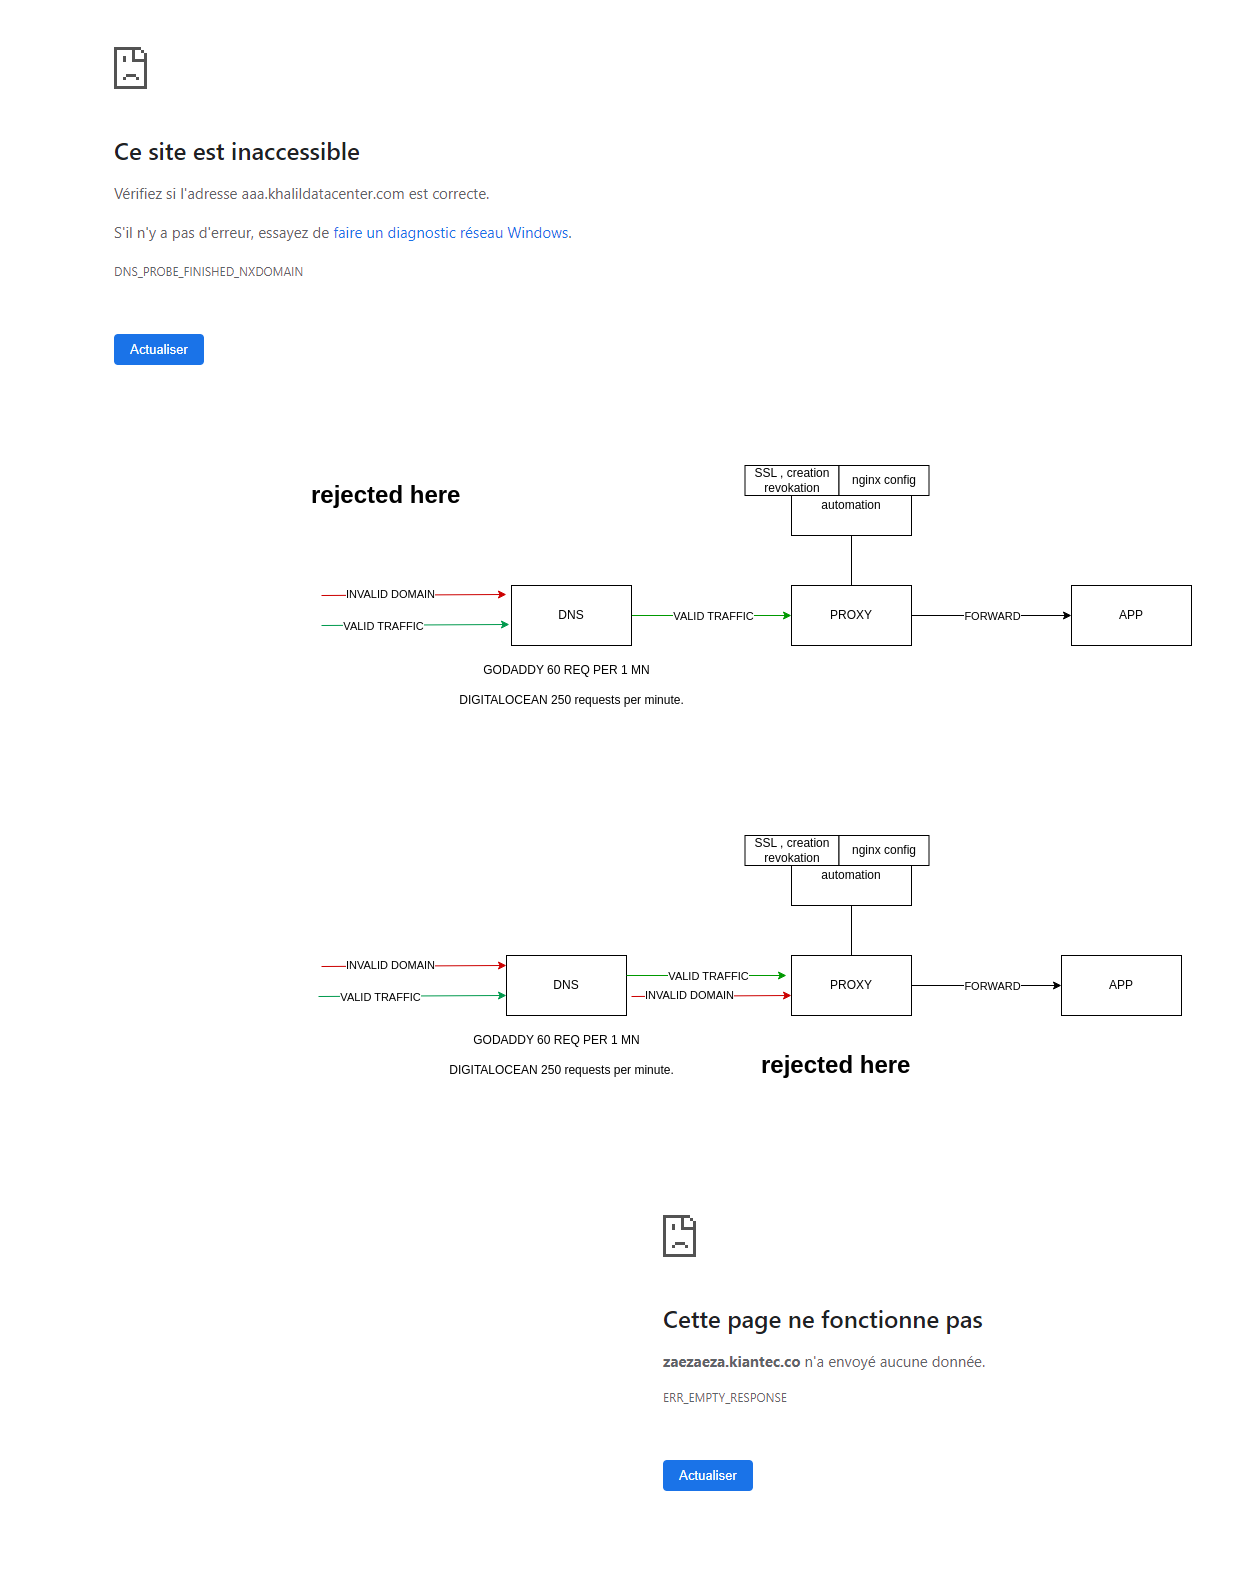 Ce site est inaccessible
Vérifiez si l'adresse aaa.khalildatacenter.com est correcte.
S'il n'y a pas d'erreur, essayez de faire un diagnostic réseau Windows.
DNS_PROBE_FINISHED_NXDOMAIN
Actualiser
rejected here
SSL , creation
revokation
nginx config
automation
INVALID DOMAIN
VALID TRAFFIC
DNS
VALID TRAFFIC
PROXY
FORWARD
APP
GODADDY 60 REQ PER 1 MN
DIGITALOCEAN 250 requests per minute.
SSL , creation
revokation
nginx config
automation
INVALID DOMAIN
VALID TRAFFIC
DNS
VALID TRAFFIC
INVALID DOMAIN
PROXY
FORWARD
APP
GODADDY 60 REQ PER 1 MN
DIGITALOCEAN 250 requests per minute.
rejected here
Cette page ne fonctionne pas
zaezaeza.kiantec.co n'a envoyé aucune donnée.
ERR_EMPTY_RESPONSE
Actualiser